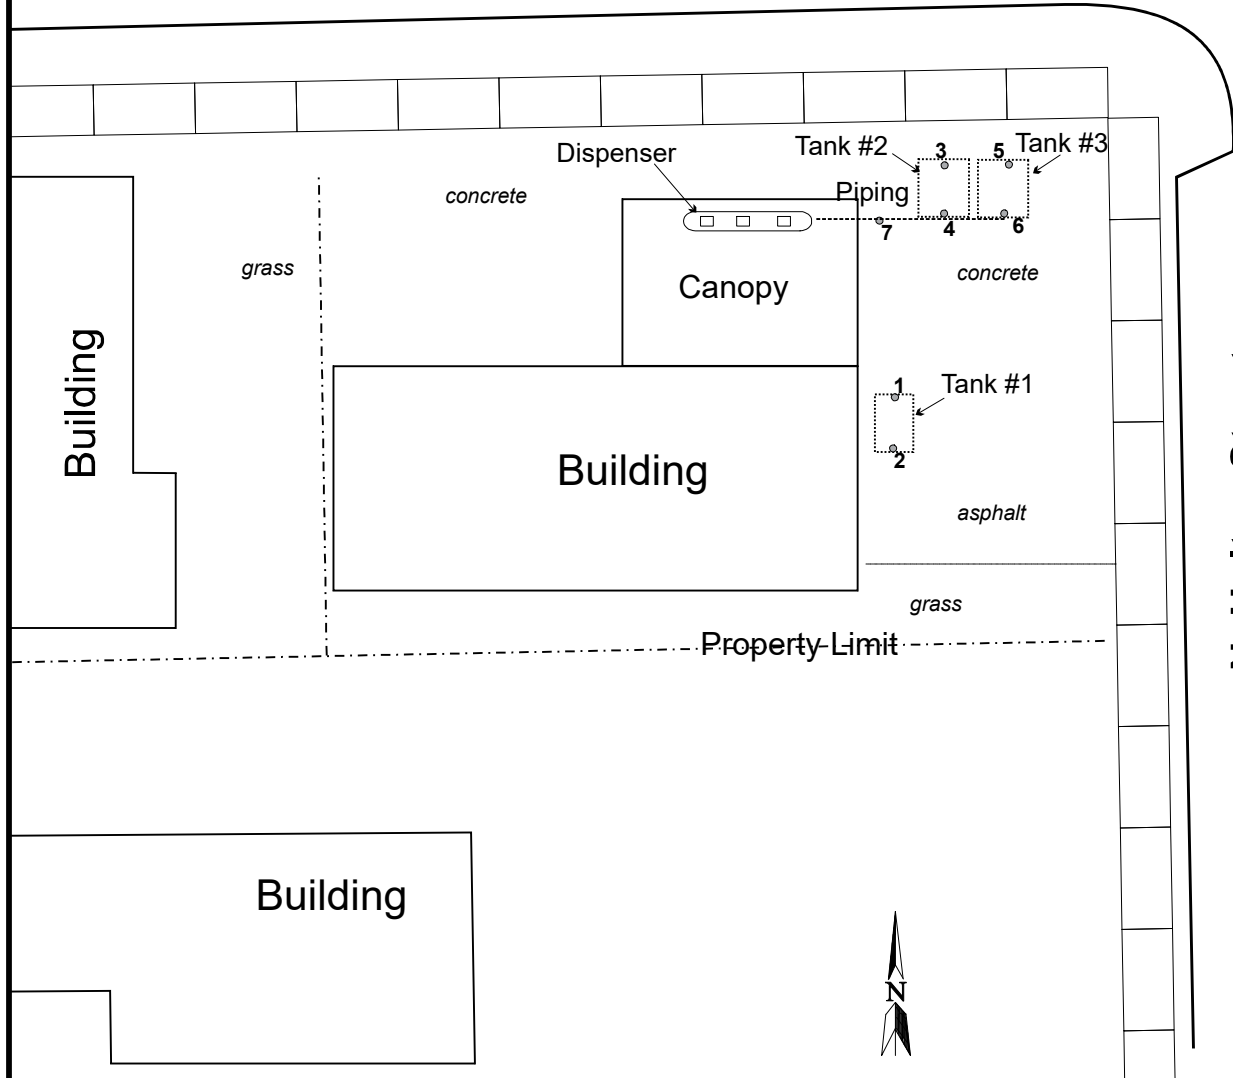 Tank #2
3
5
Tank #3
Dispenser
concrete
Piping
7
4
6
grass
concrete
Canopy
Building
1
Tank #1
Building
2
asphalt
grass
Property Limit
Building
N